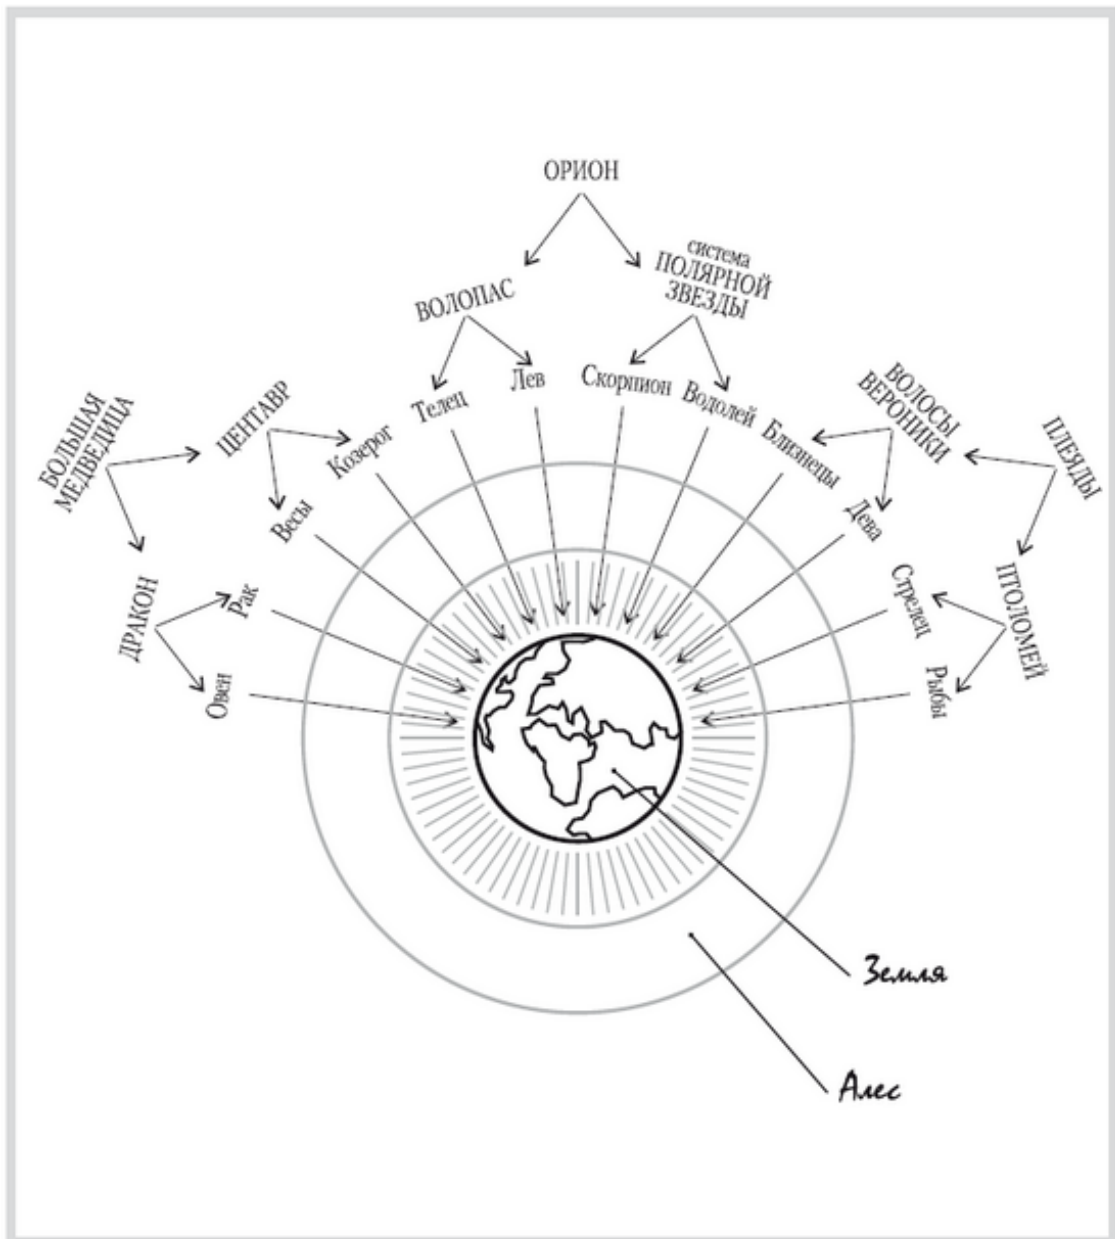 ОРИОН
система
ПОЛЯРНОЙ
ЗВЕЗДЫ
ВОЛОПАС
Лев
Скорпион
Телец
Водолей
ВОЛОСЫ
ВЕРОНИКИ
БОЛЬШАЯ
МЕДВЕДИЦА
ЦЕНТАВР
Козерог
Близнецы
ПЛЕЯДЫ
Весы
Дева
ДРАКОН
Рак
Стрелец
ПТОЛОМЕЙ
Овен
Рыбы
Земля
Алес